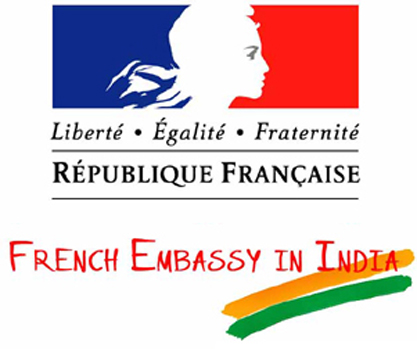 Liberté • Égalité • Fraternité
RÉPUBLIQUE FRANÇAISE
FRENCH EMBASSY IN INDIA